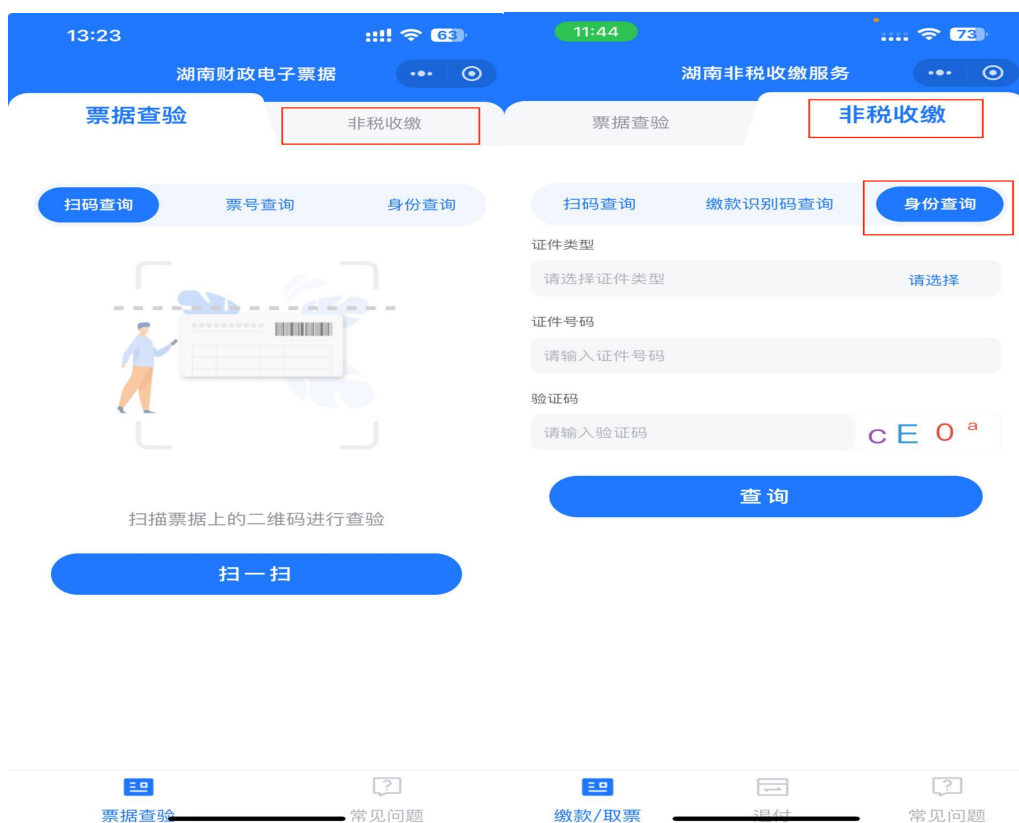 13:23
63
湖南财政电子票据
票据查验
非税收缴
扫码查询
票号查询
身份查询
扫描票据上的二维码进行查验
扫一扫
票据查验
常见问题
11:44
73
湖南非税收缴服务
票据查验
非税收缴
扫码查询
缴款识别码查询
身份查询
证件类型
请选择证件类型
请选择
证件号码
请输入证件号码
验证码
请输入验证码
cE0a
查询
缴款/取票
退付
常见问题